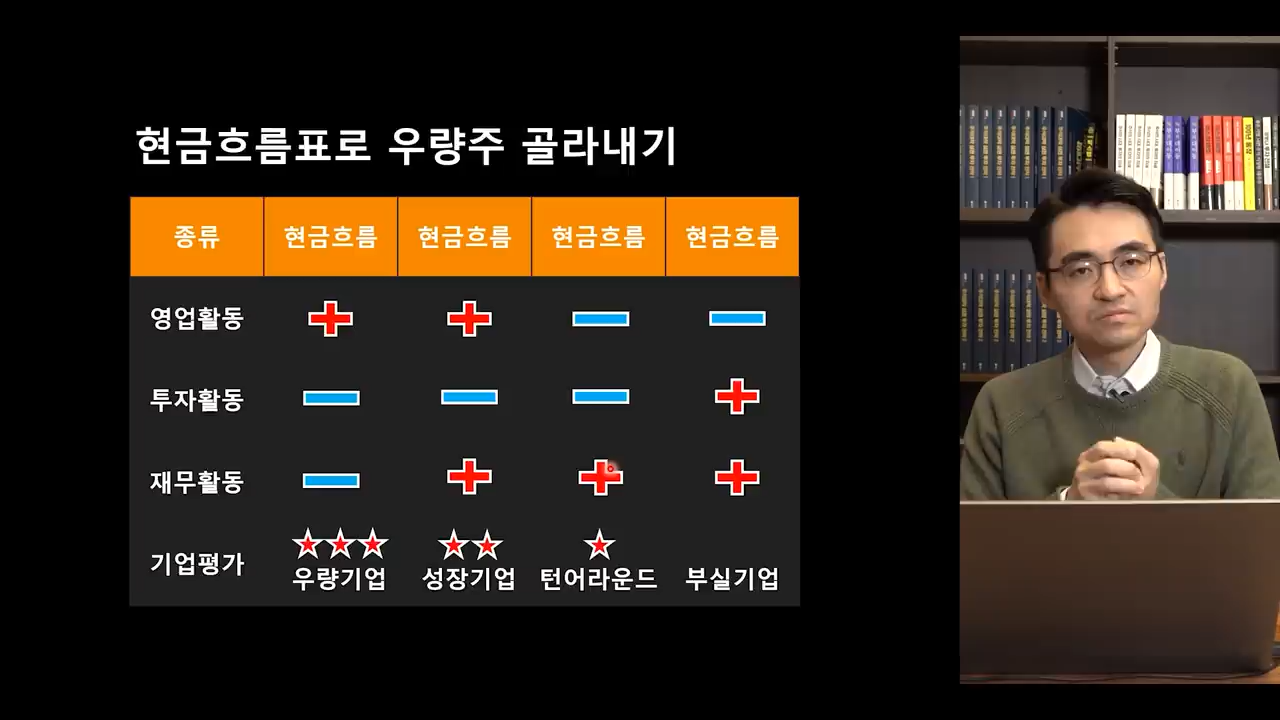 현금흐름표로 우량주 골라내기
종류 현금흐름 현금흐름 현금흐름 현금흐름
영업활동 + + - -
투자활동 - - - +
재무활동 - + + +
기업평가 우량기업 성장기업 턴어라운드 부실기업